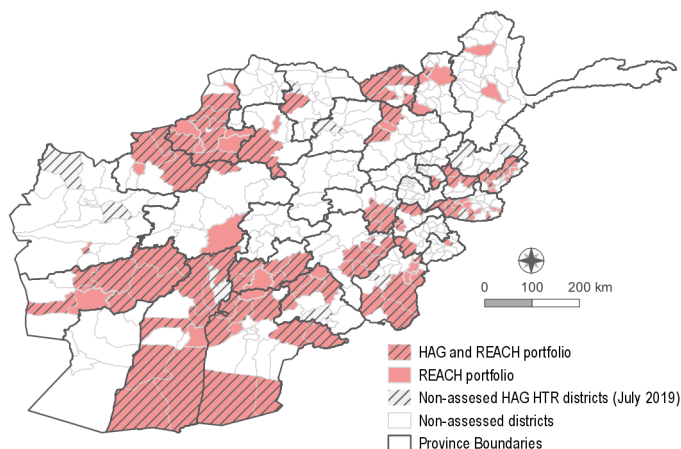 0 100 200 km
HAG and REACH portfolio
REACH portfolio
Non-assesed HAG HTR districts (July 2019)
Non-assessed districts
Province Boundaries